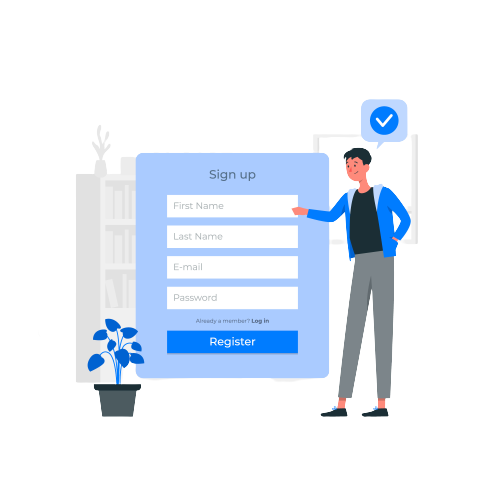 Sign up
First Name
Last Name
E-mail
Password
Already a member? Log in
Register